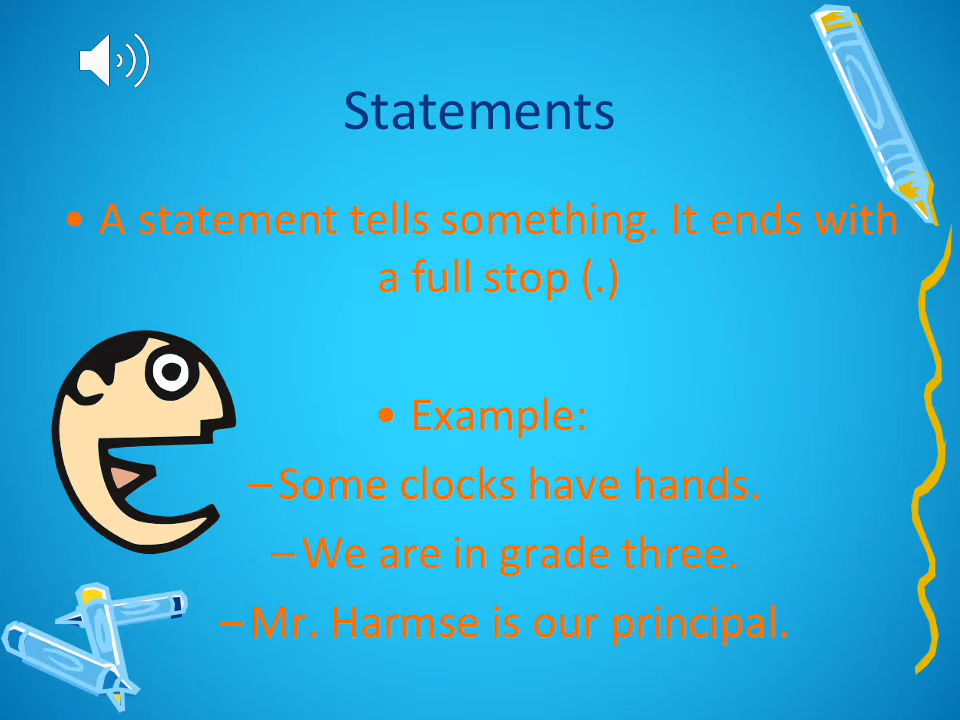 Statements
• A statement tells something. It ends with
a full stop (.)
• Example:
– Some clocks have hands.
– We are in grade three.
– Mr. Harmse is our principal.